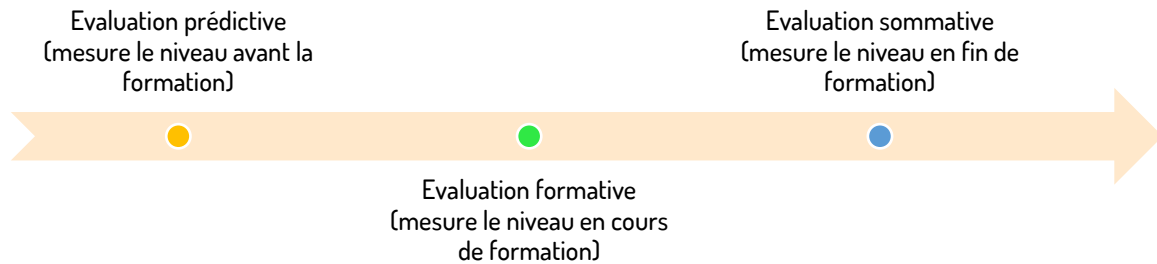 Evaluation prédictive
(mesure le niveau avant la
formation)
Evaluation sommative
(mesure le niveau en fin de
formation)
Evaluation formative
(mesure le niveau en cours
de formation)